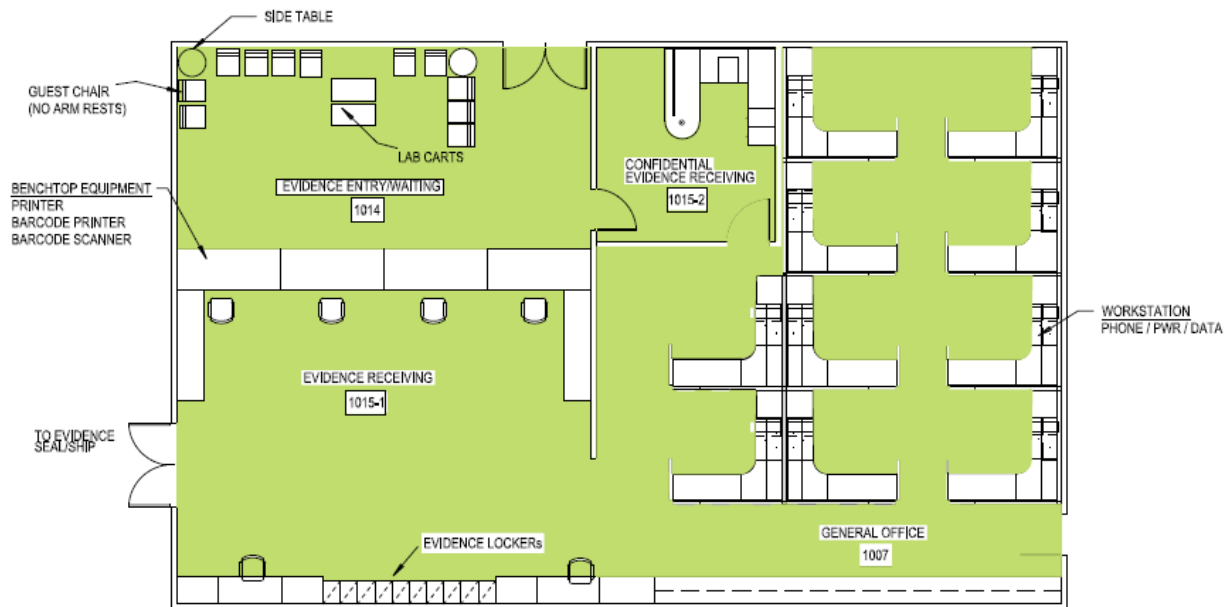 SIDE TABLE
GUEST CHAIR
(NO ARM RESTS)
LAB CARTS
BENCHTOP EQUIPMENT
PRINTER
BARCODE PRINTER
BARCODE SCANNER
EVIDENCE ENTRY/WAITING
1014
CONFIDENTIAL
EVIDENCE RECEIVING
1015-2
WORKSTATION
PHONE / PWR / DATA
EVIDENCE RECEIVING
1015-1
TO EVIDENCE
SEAL/SHIP
EVIDENCE LOCKERs
GENERAL OFFICE
1007